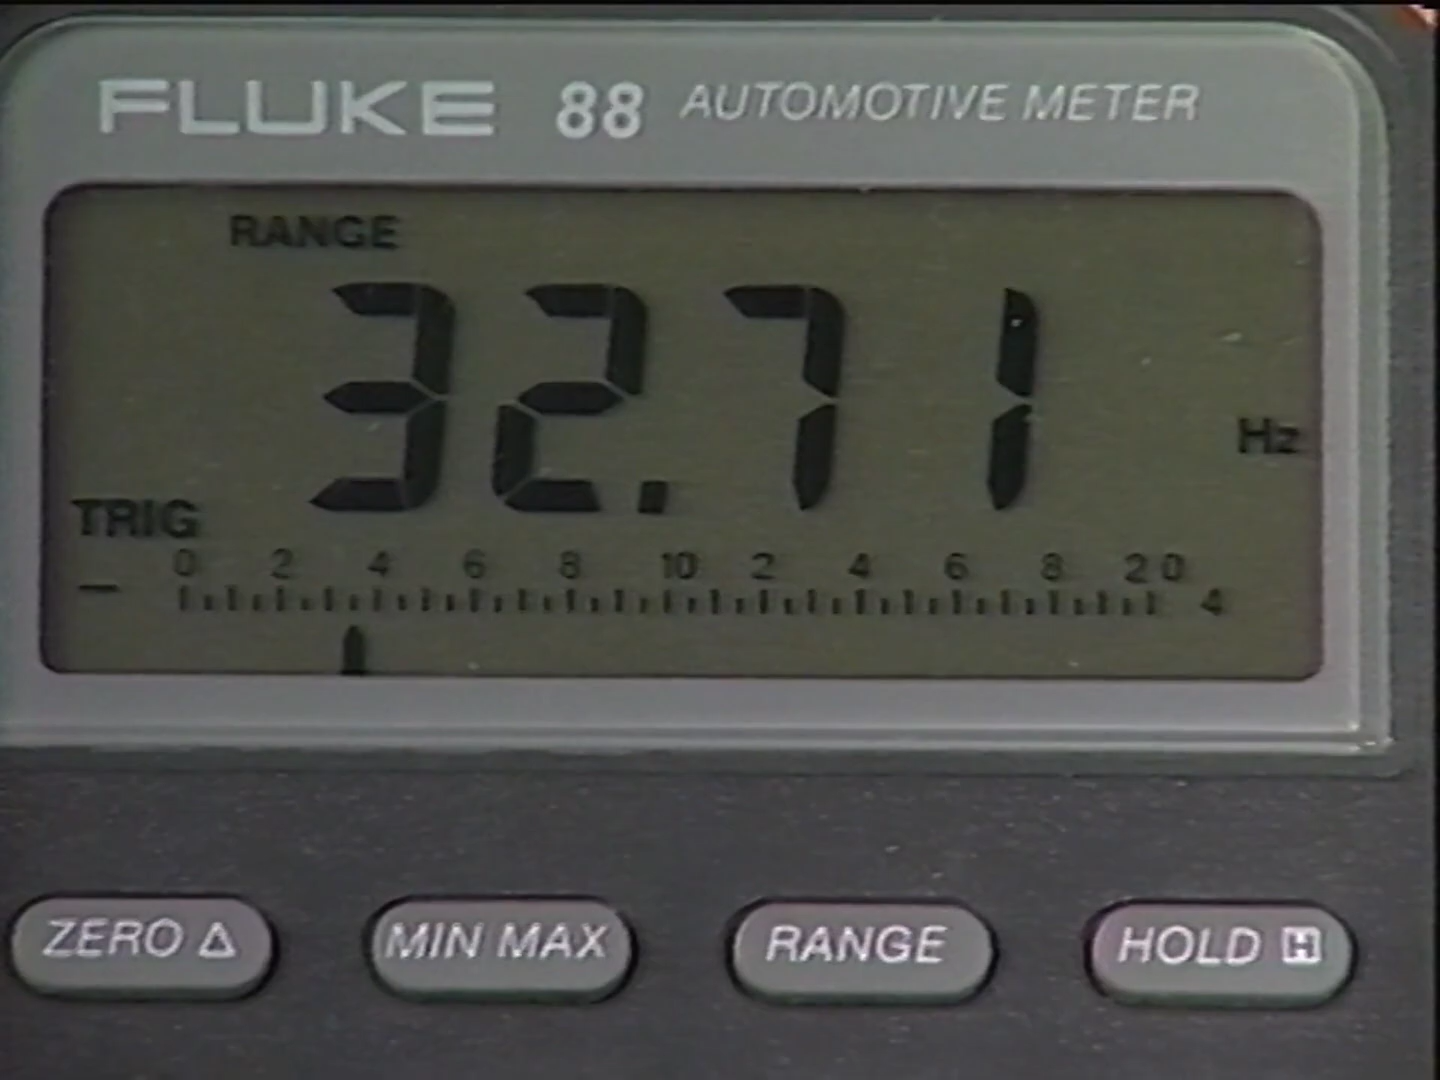 FLUKE 88 AUTOMOTIVE METER
RANGE
32.71
Hz
TRIG
0 2 4 6 8 10 2 4 6 8 20
— 4
ZERO Δ MIN MAX RANGE HOLD H